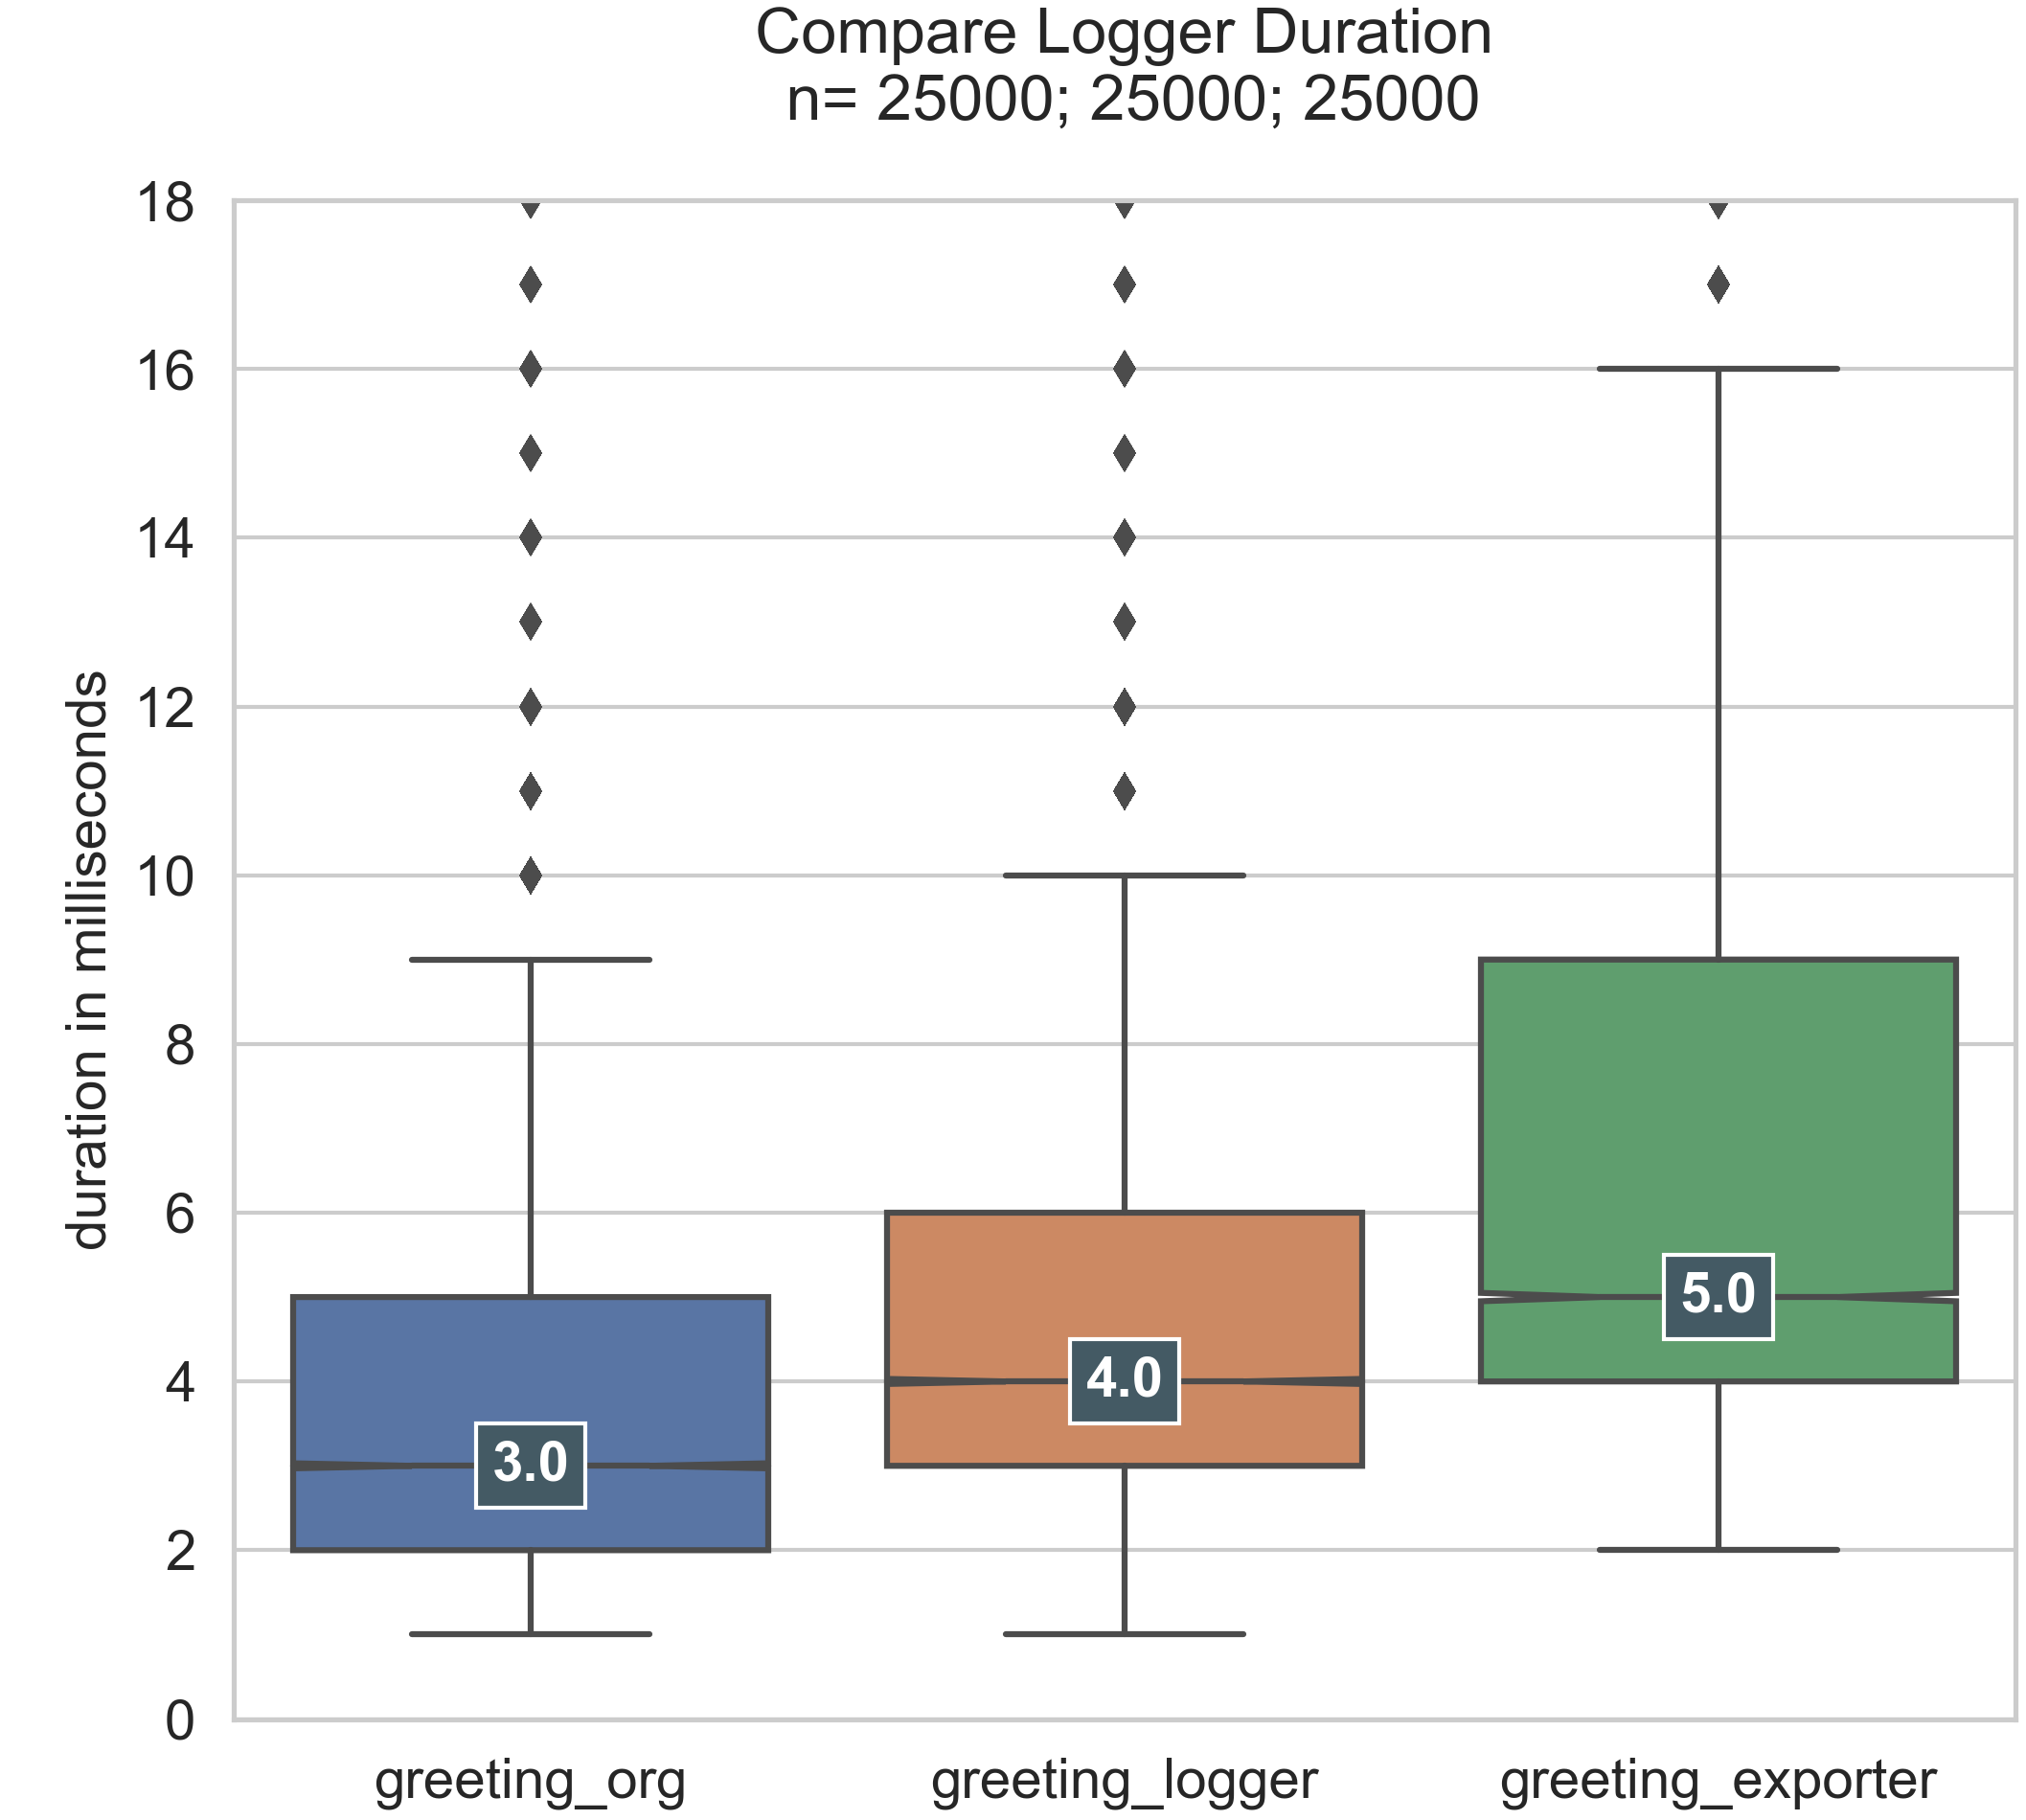 Compare Logger Duration
n= 25000; 25000; 25000
18
16
14
12
10
8
6
4
2
0
duration in milliseconds
3.0
4.0
5.0
greeting_org
greeting_logger
greeting_exporter